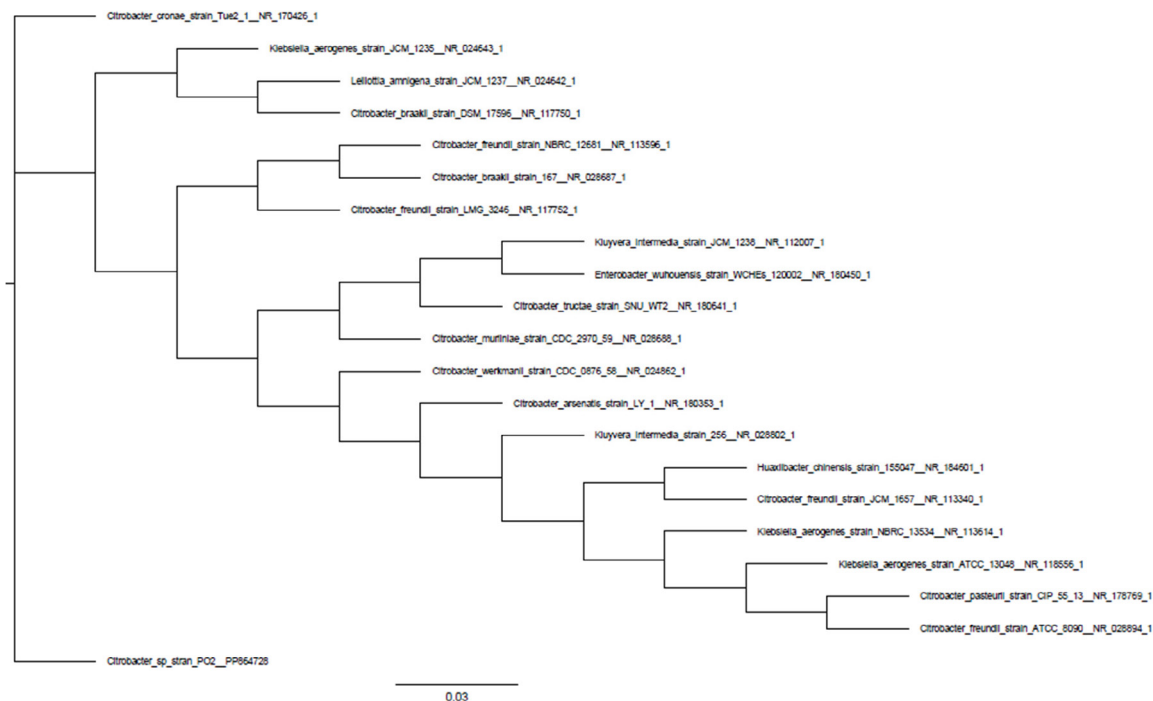 Citrobacter_cronae_strain_Tue2_1__NR_170426_1
Klebsiella_aerogenes_strain_JCM_1235__NR_024643_1
Lelliottia_amnigena_strain_JCM_1237__NR_024642_1
Citrobacter_braakii_strain_DSM_17596__NR_117750_1
Citrobacter_freundii_strain_NBRC_12681__NR_113596_1
Citrobacter_braakii_strain_167__NR_028687_1
Citrobacter_freundii_strain_LMG_3246__NR_117752_1
Kluyvera_intermedia_strain_JCM_1238__NR_112007_1
Enterobacter_wuhouensis_strain_WCHEs_120002__NR_180450_1
Citrobacter_tructae_strain_SNU_WT2__NR_180641_1
Citrobacter_murliniae_strain_CDC_2970_59__NR_028688_1
Citrobacter_werkmanii_strain_CDC_0876_58__NR_024862_1
Citrobacter_arsenatis_strain_LY_1__NR_180353_1
Kluyvera_intermedia_strain_256__NR_028802_1
Huaxiibacter_chinensis_strain_155047__NR_184601_1
Citrobacter_freundii_strain_JCM_1657__NR_113340_1
Klebsiella_aerogenes_strain_NBRC_13534__NR_113614_1
Klebsiella_aerogenes_strain_ATCC_13048__NR_118556_1
Citrobacter_pasteurii_strain_CIP_55_13__NR_178769_1
Citrobacter_freundii_strain_ATCC_8090__NR_028894_1
Citrobacter_sp_stran_PO2__PP864728
0.03